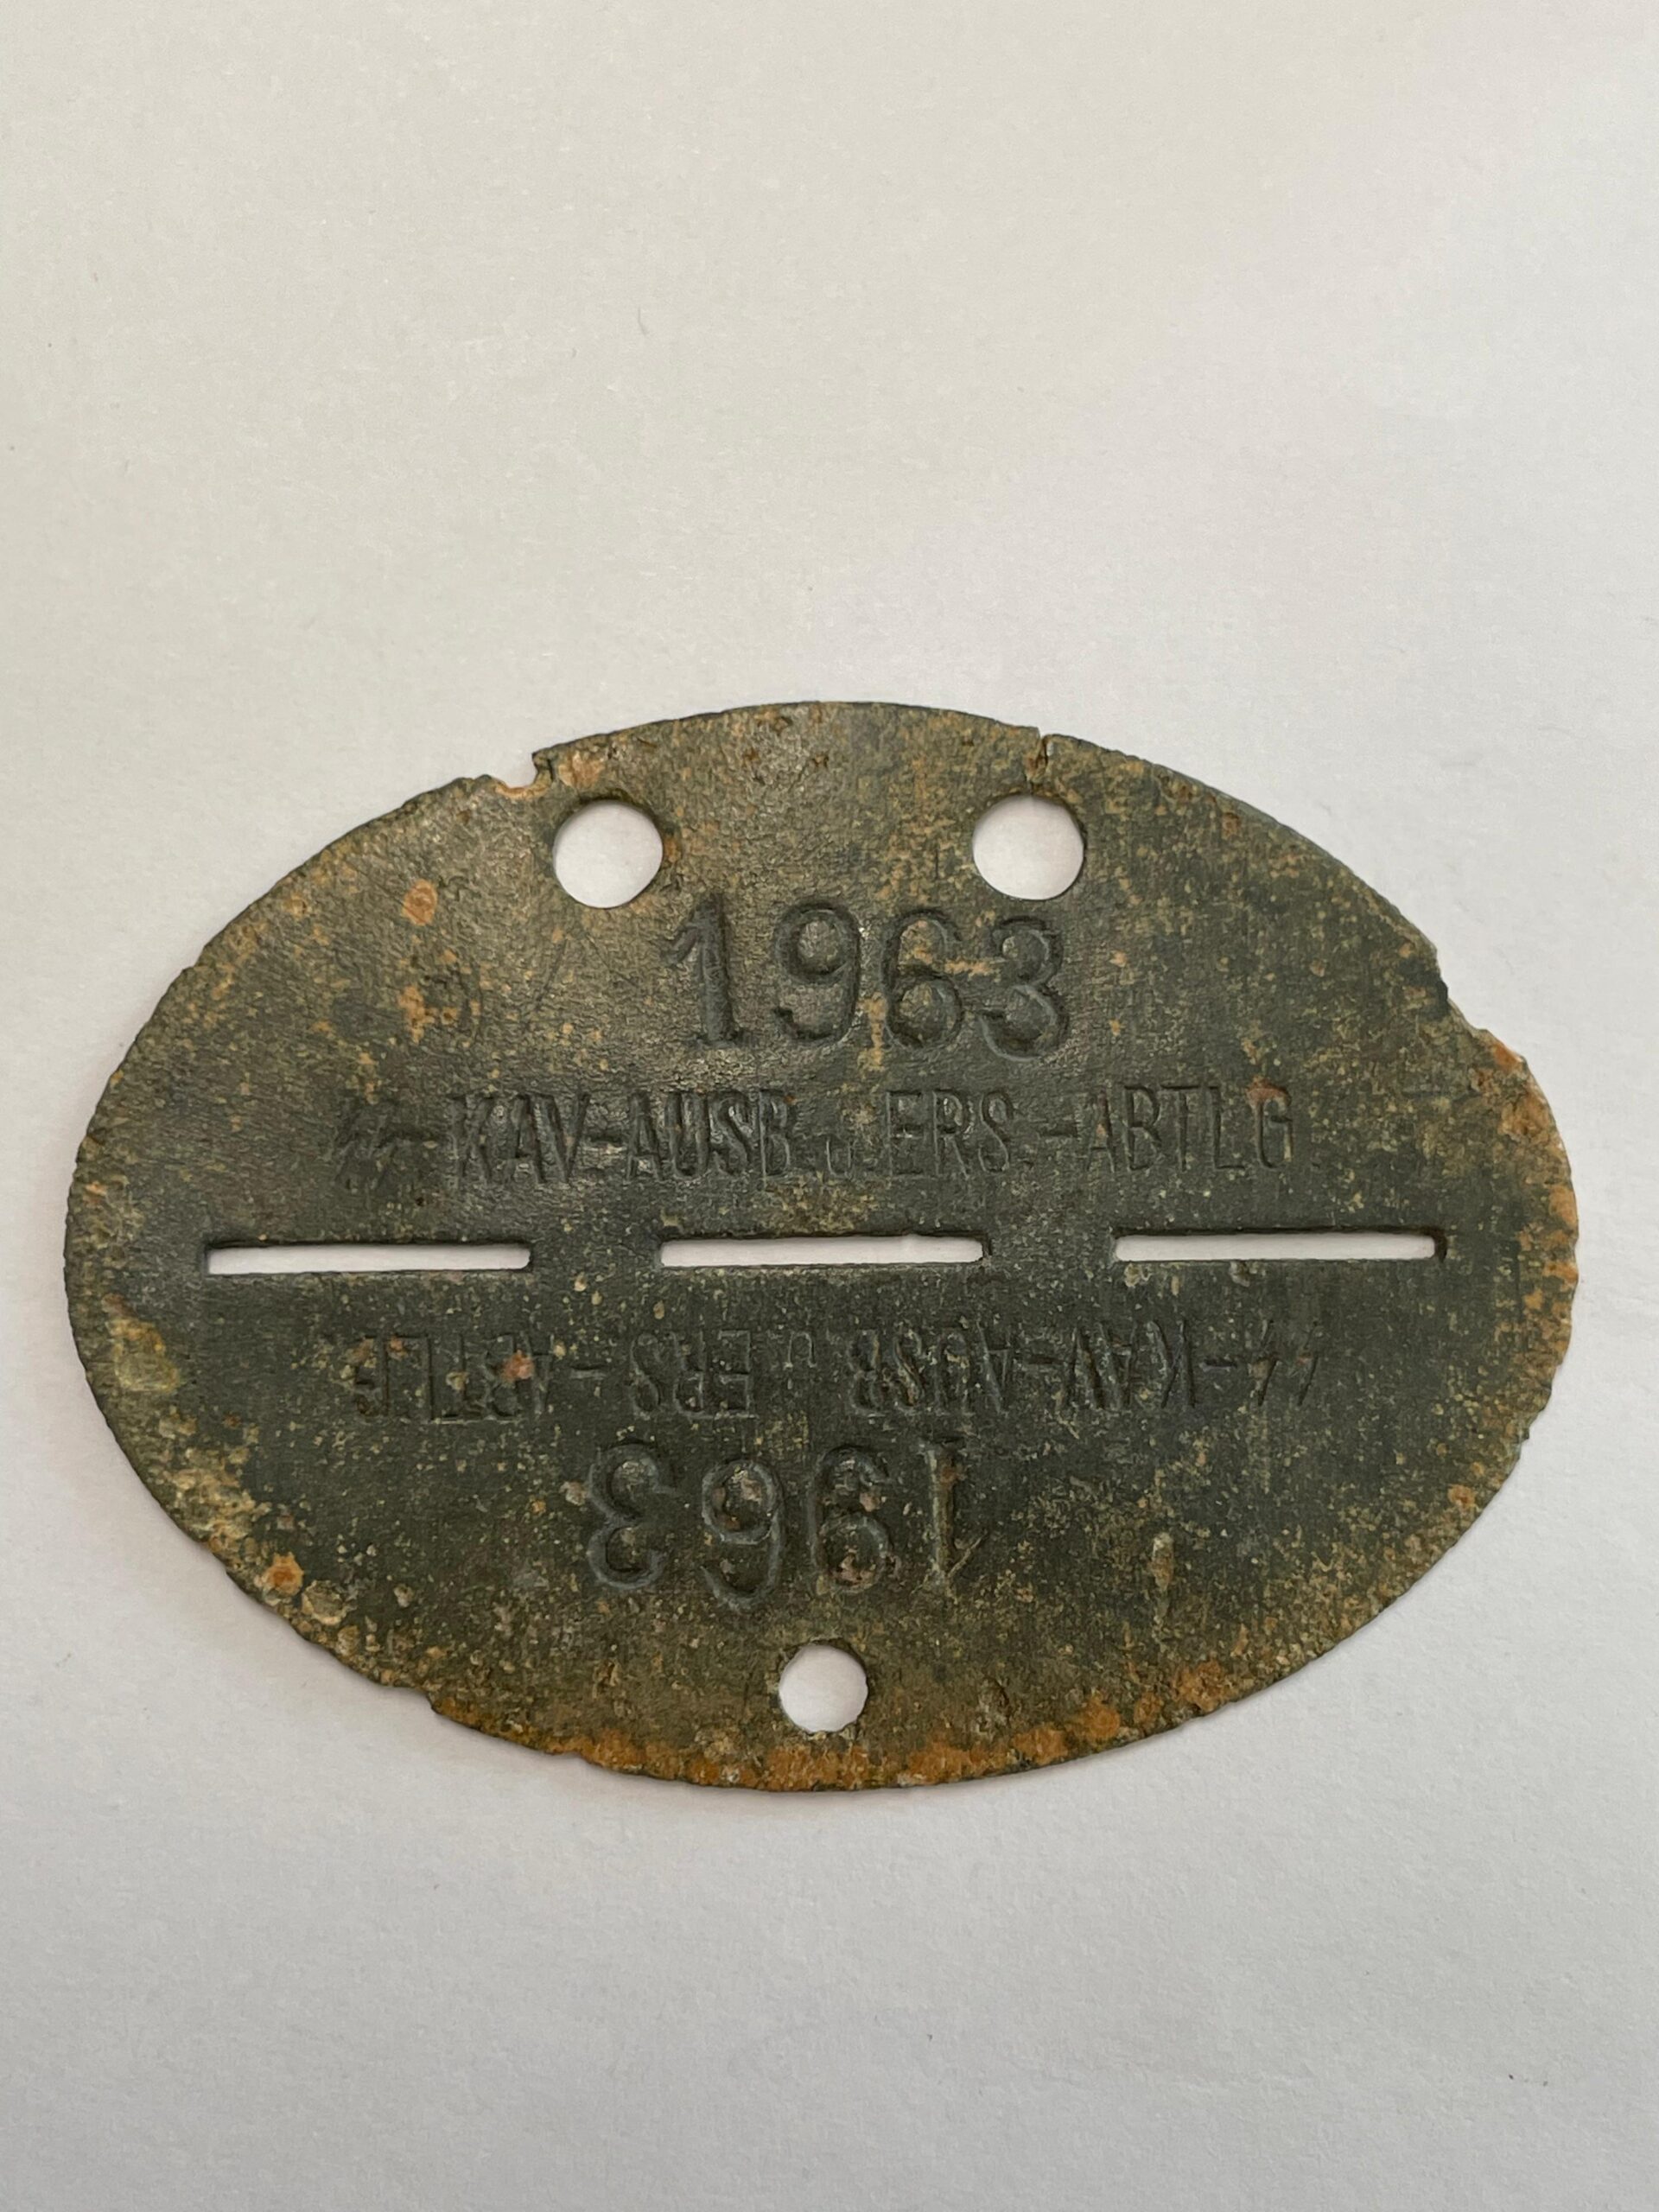 1963
ᛋᛋ-KAV-AUSB.u.ERS.-ABTLG.
ᛋᛋ-KAV-AUSB.u.ERS-ABTLG.
1963